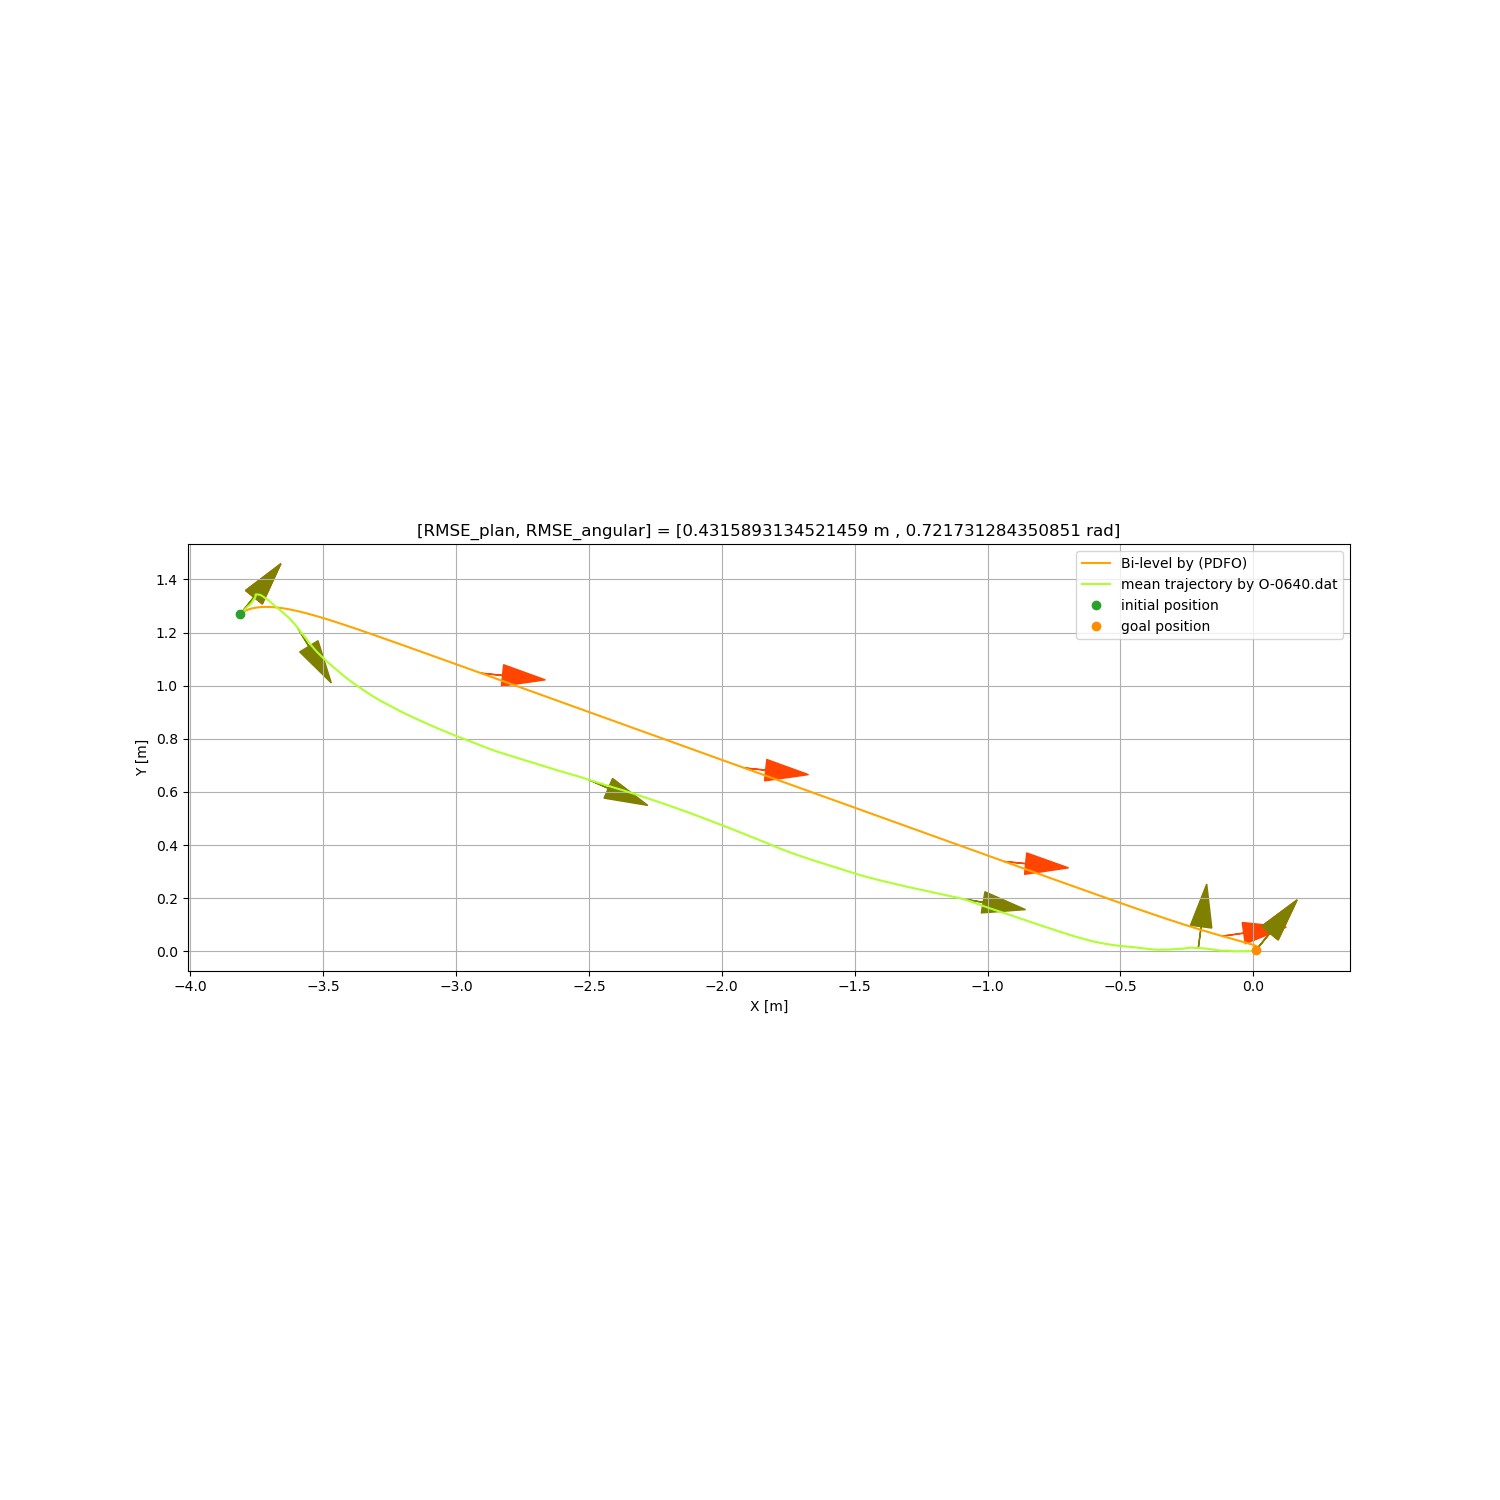 [RMSE_plan, RMSE_angular] = [0.4315893134521459 m , 0.721731284350851 rad]
Bi-level by (PDFO)
mean trajectory by O-0640.dat
initial position
goal position
1.4
1.2
1.0
0.8
0.6
0.4
0.2
0.0
Y [m]
−4.0 −3.5 −3.0 −2.5 −2.0 −1.5 −1.0 −0.5 0.0
X [m]